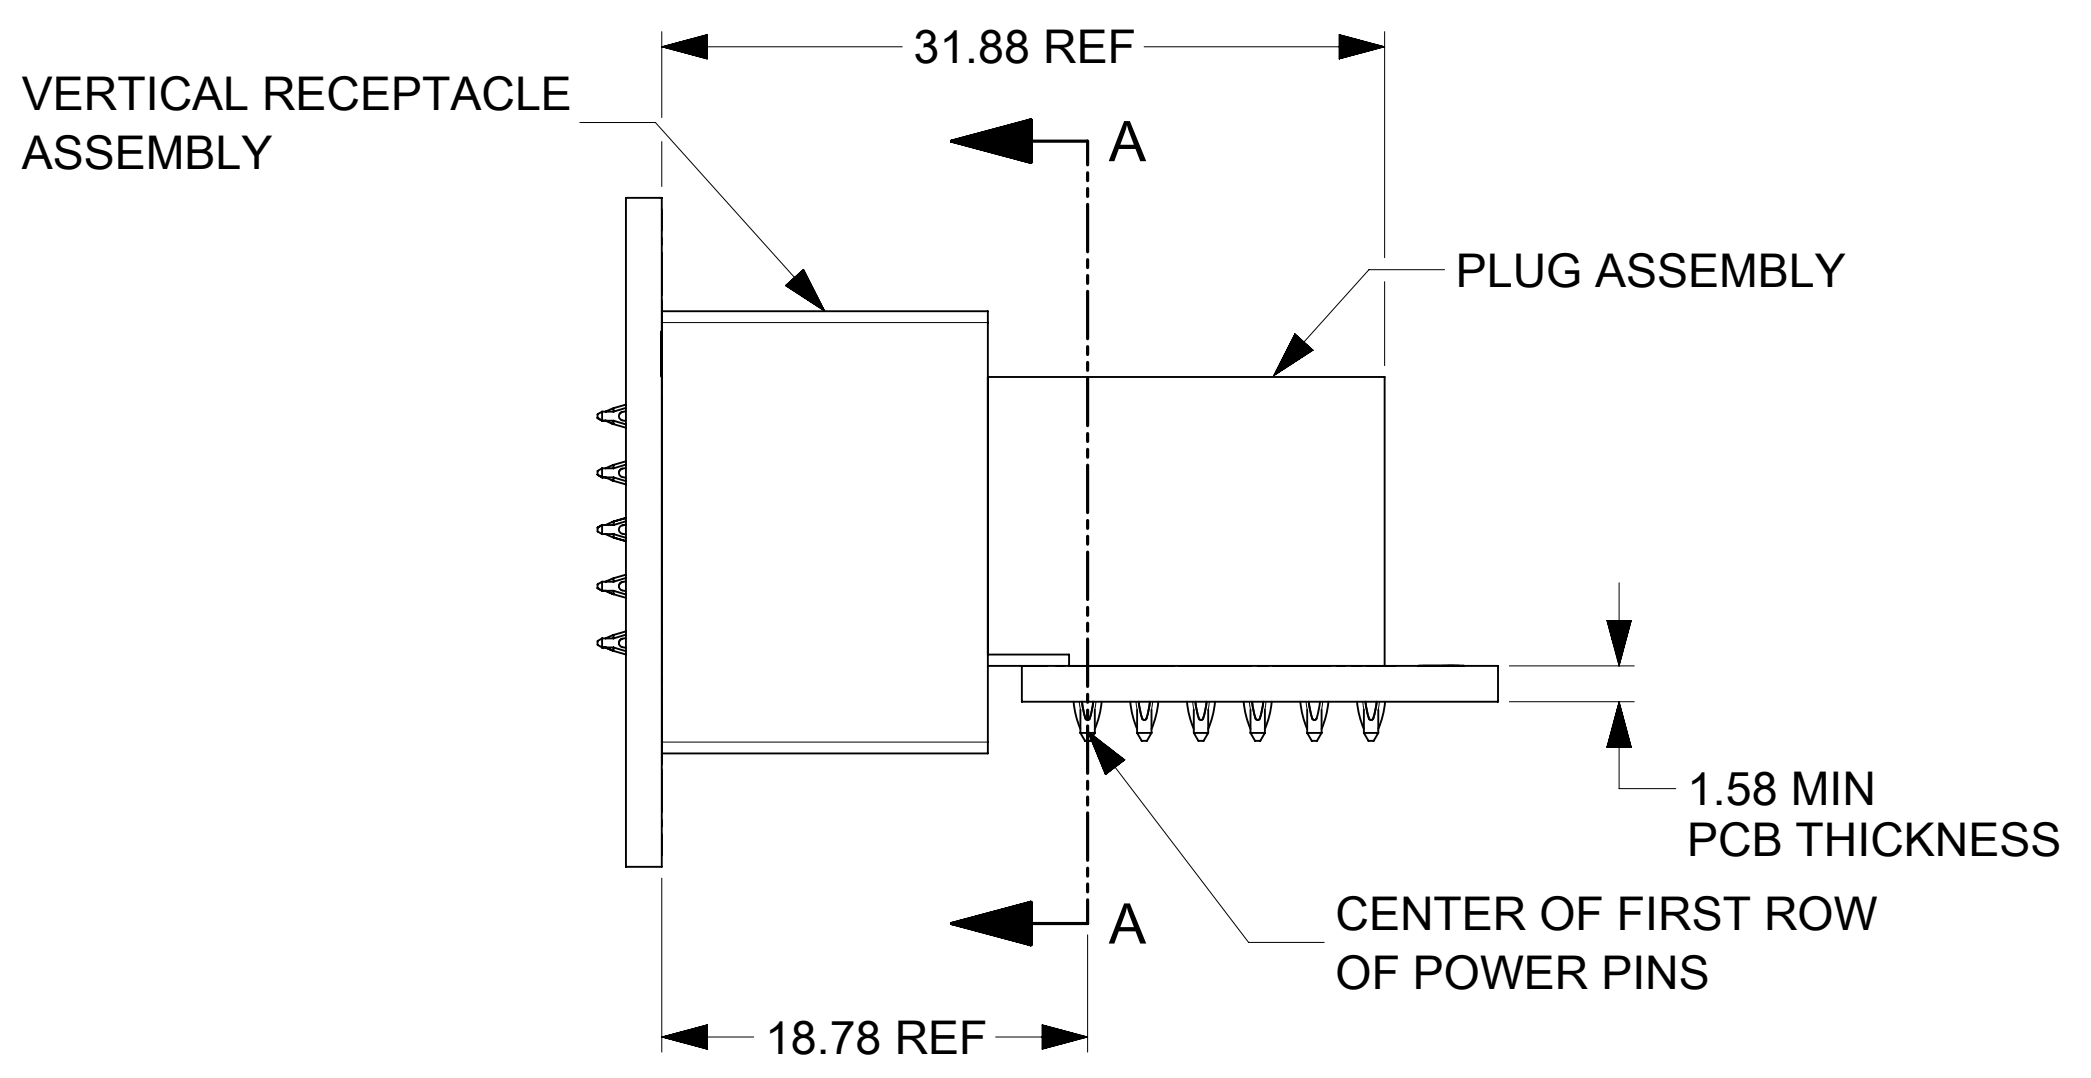 31.88 REF
VERTICAL RECEPTACLE
ASSEMBLY
A
PLUG ASSEMBLY
1.58 MIN
PCB THICKNESS
CENTER OF FIRST ROW
OF POWER PINS
A
18.78 REF